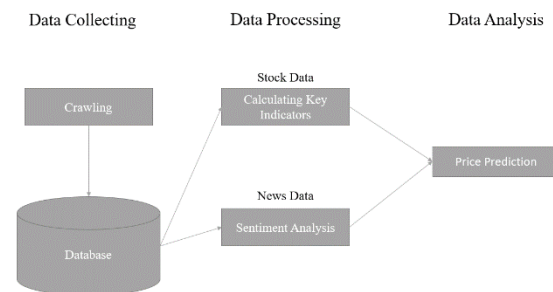 Data Collecting
Data Processing
Data Analysis
Stock Data
Crawling
Calculating Key
Indicators
Price Prediction
News Data
Sentiment Analysis
Database